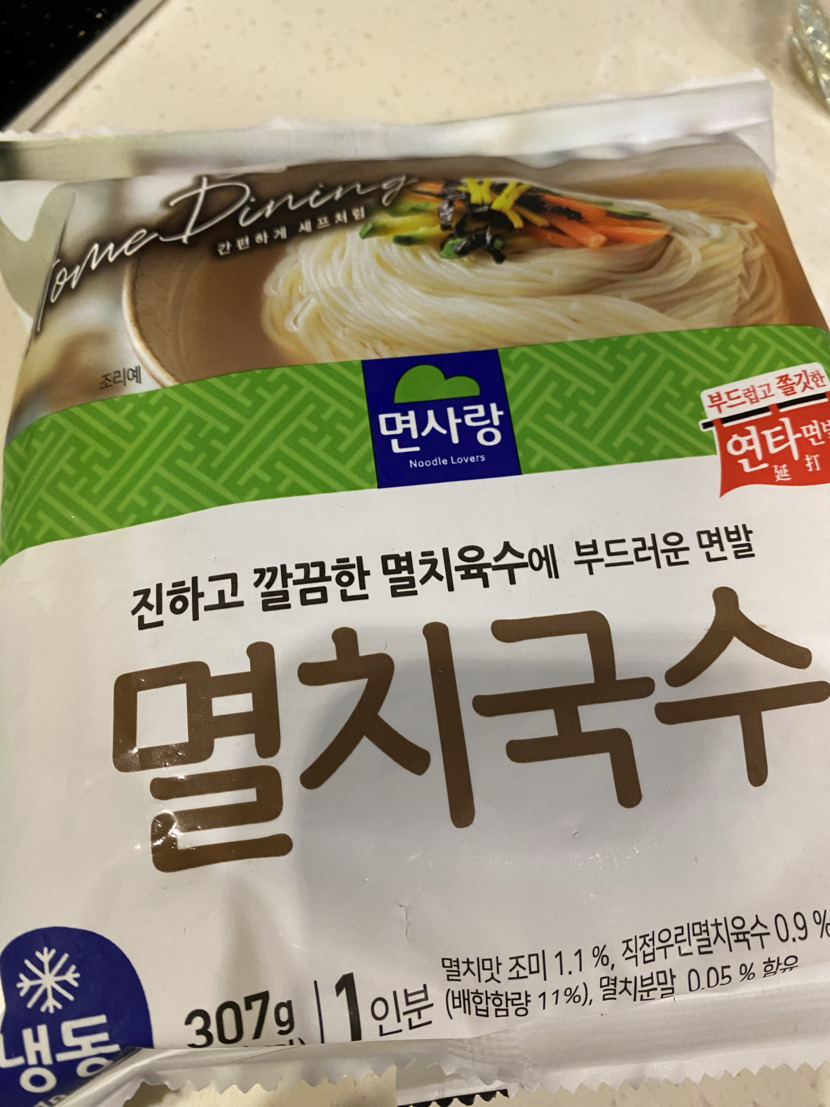 Home Dining
간편하게 셰프처럼
조리예
면사랑
Noodle Lovers
부드럽고 쫄깃한
연타면발
延 打
진하고 깔끔한 멸치육수에 부드러운 면발
멸치국수
냉동
307g
1인분
멸치맛 조미 1.1 %, 직접우린멸치육수 0.9 %
(배합함량 11%), 멸치분말 0.05 % 함유